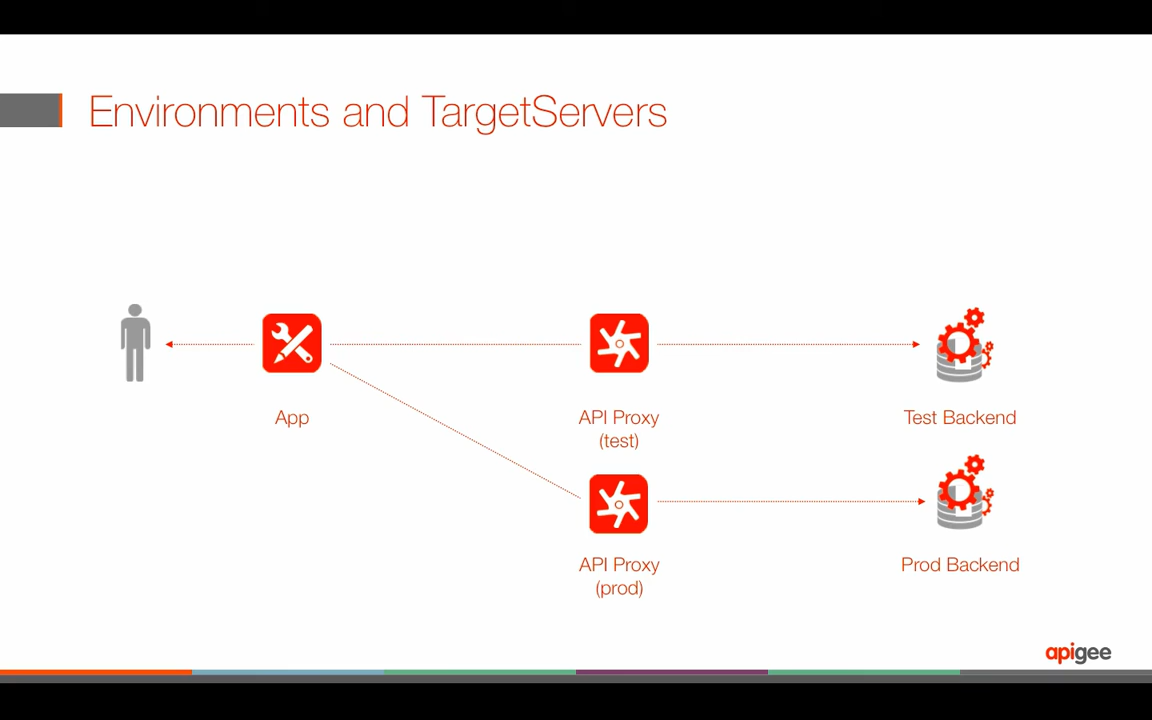 Environments and TargetServers
App
API Proxy
(test)
Test Backend
API Proxy
(prod)
Prod Backend
apigee